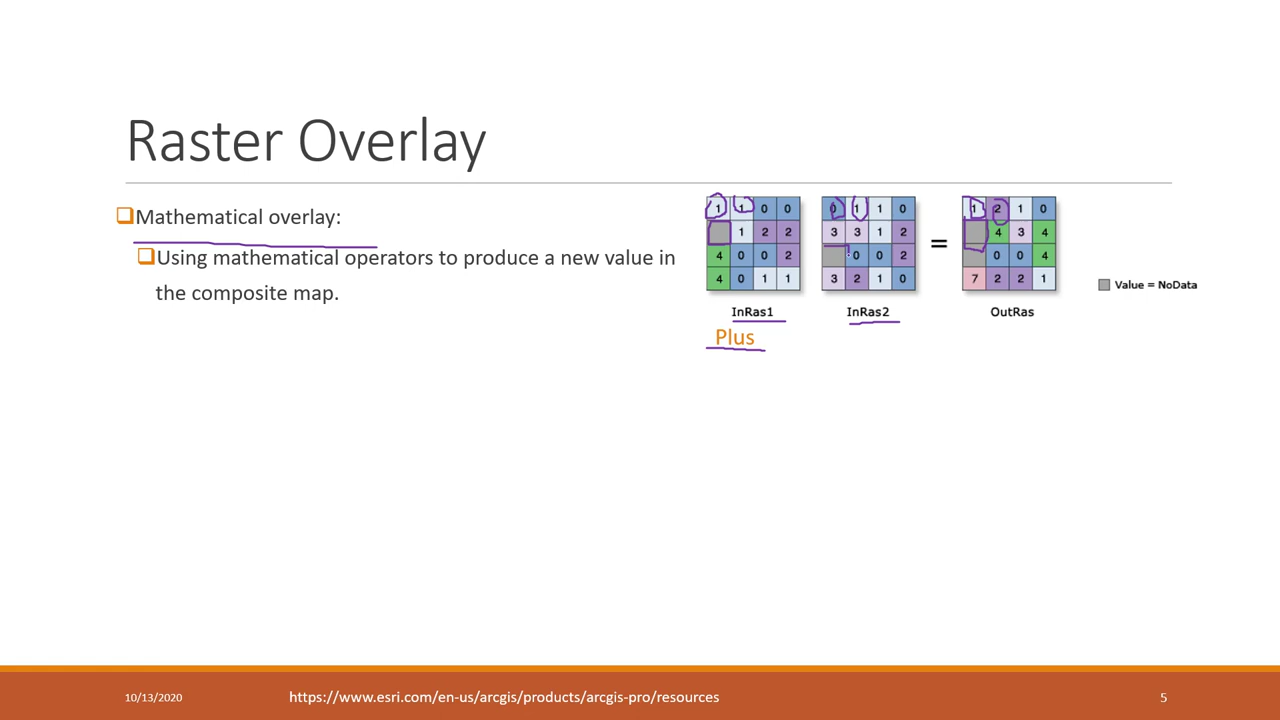 Raster Overlay
❑Mathematical overlay:
❑Using mathematical operators to produce a new value in
the composite map.
1 1 0 0
1 2 2
4 0 0 2
4 0 1 1
InRas1
Plus
0 1 1 0
3 3 1 2
0 0 2
3 2 1 0
InRas2
=
1 2 1 0
4 3 4
0 0 4
7 2 2 1
OutRas
Value = NoData
10/13/2020
https://www.esri.com/en-us/arcgis/products/arcgis-pro/resources
5